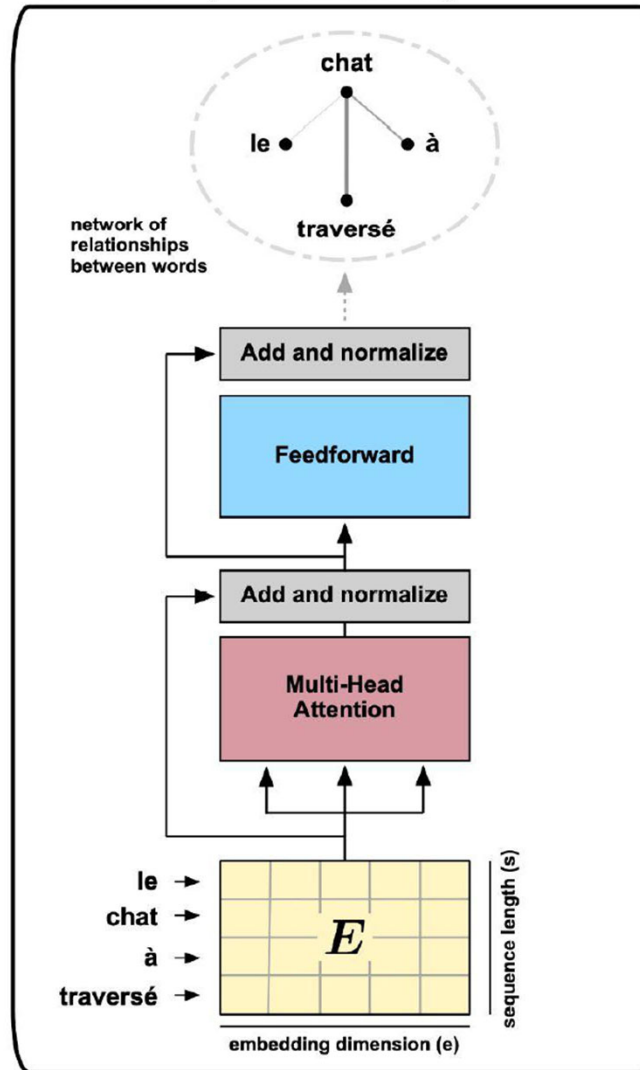 chat
le
à
traversé
network of
relationships
between words
Add and normalize
Feedforward
Add and normalize
Multi-Head
Attention
le
chat
à
traversé
E
sequence length (s)
embedding dimension (e)